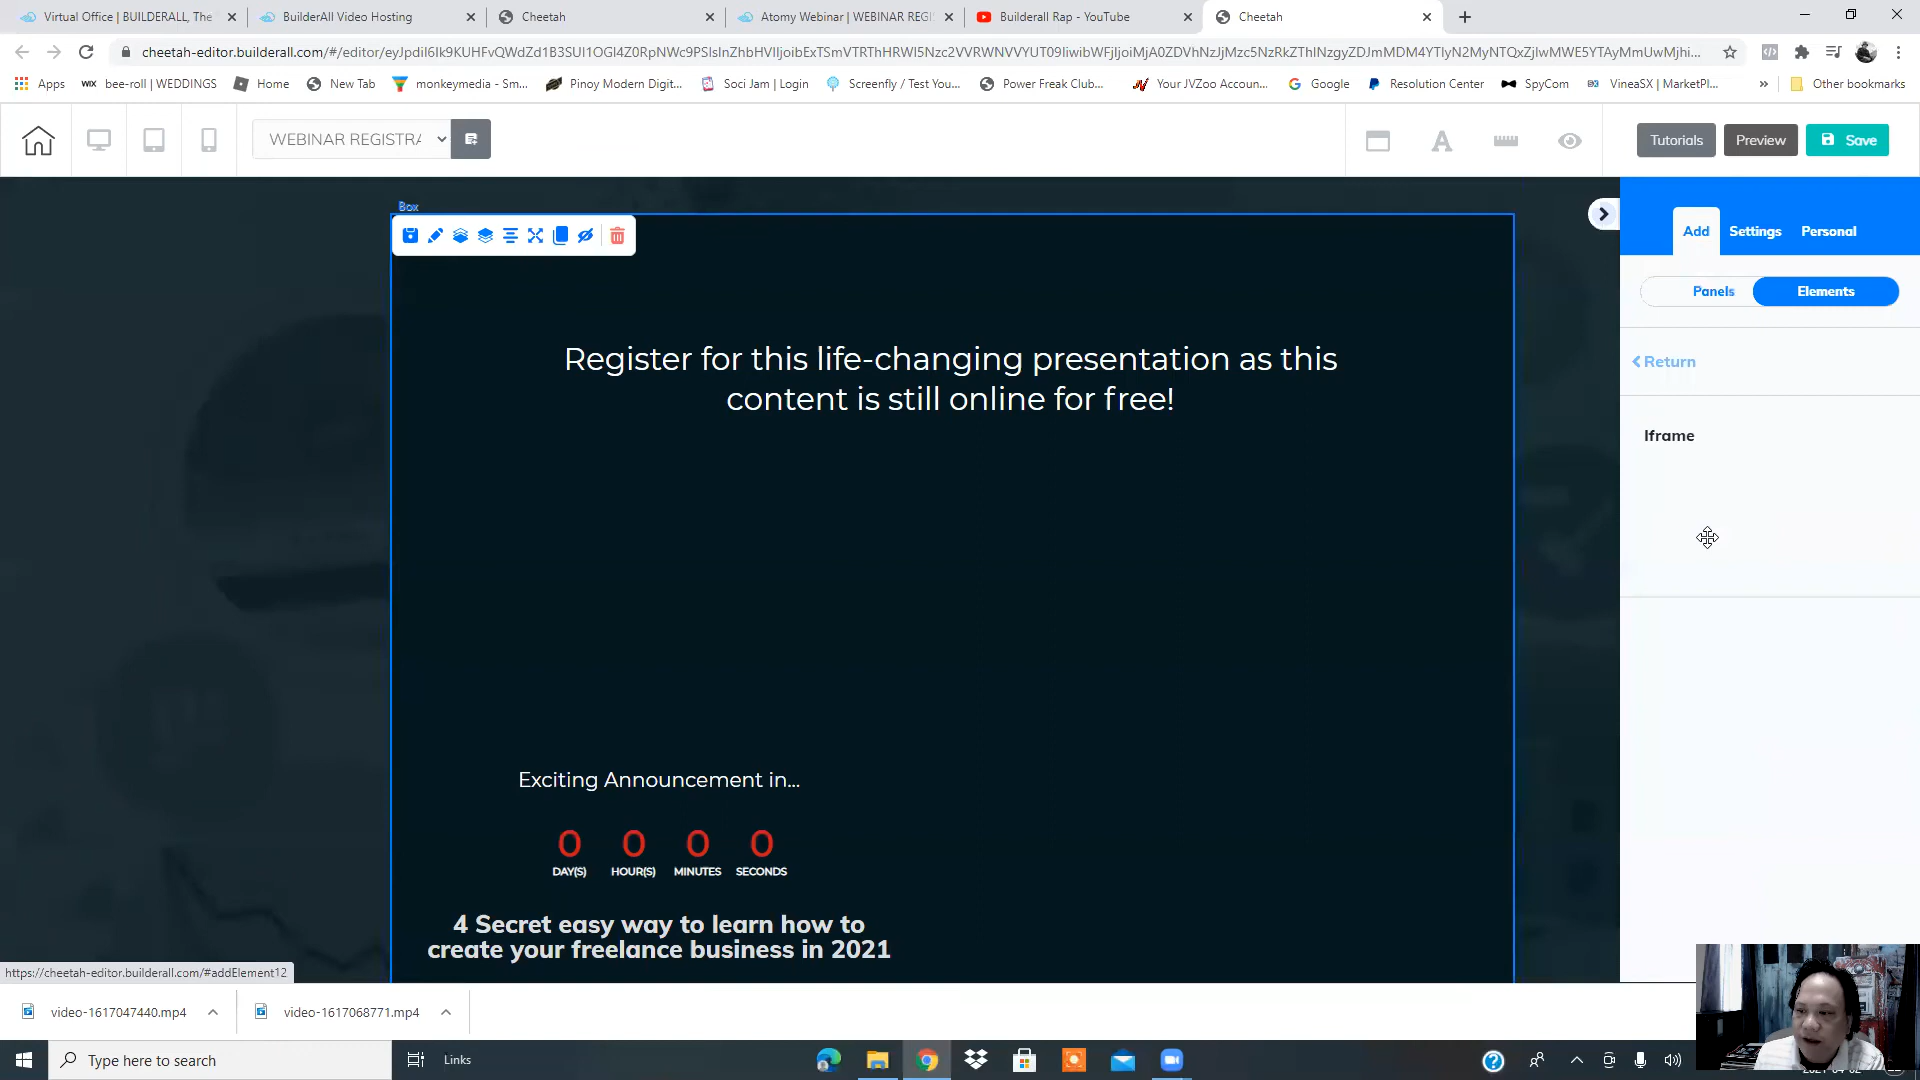 Virtual Office | BUILDERALL, The
BuilderAll Video Hosting
Cheetah
Atomy Webinar | WEBINAR REGI
Builderall Rap - YouTube
Cheetah
Apps
WIX bee-roll | WEDDINGS
Home
New Tab
monkeymedia - Sm...
Pinoy Modern Digit...
Soci Jam | Login
Screenfly / Test You...
Power Freak Club...
Your JVZoo Accoun...
Google
Resolution Center
SpyCom
VineaSX | MarketPl...
»
Other bookmarks
WEBINAR REGISTRA
Tutorials
Preview
Save
Box
Add
Settings
Personal
Panels
Elements
Return
Iframe
Register for this life-changing presentation as this
content is still online for free!
Exciting Announcement in...
0 0 0 0
DAY(S) HOUR(S) MINUTES SECONDS
4 Secret easy way to learn how to
create your freelance business in 2021
https://cheetah-editor.builderall.com/#addElement12
video-1617047440.mp4
video-1617068771.mp4
Type here to search
Links